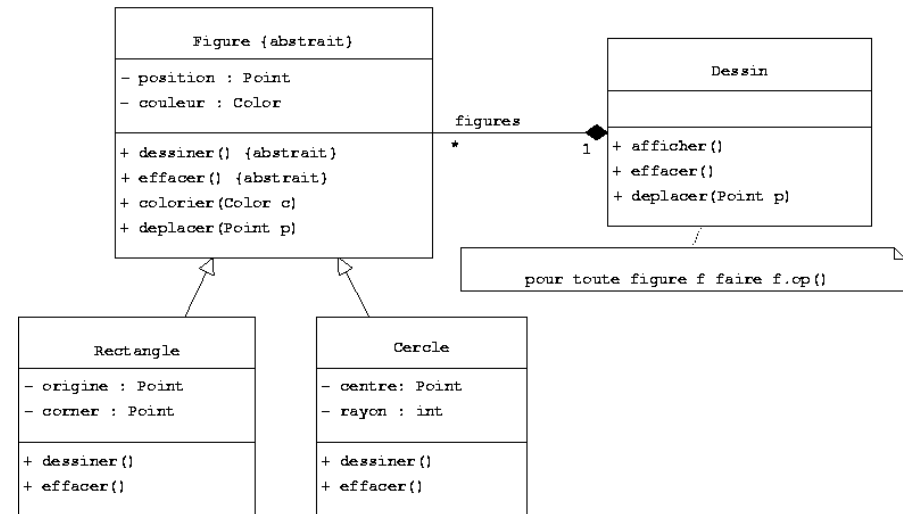 Figure {abstrait}
- position : Point
- couleur : Color
+ dessiner() {abstrait}
+ effacer() {abstrait}
+ colorier(Color c)
+ deplacer(Point p)
figures
*
1
Dessin
+ afficher()
+ effacer()
+ deplacer(Point p)
pour toute figure f faire f.op()
Rectangle
- origine : Point
- corner : Point
+ dessiner()
+ effacer()
Cercle
- centre: Point
- rayon : int
+ dessiner()
+ effacer()